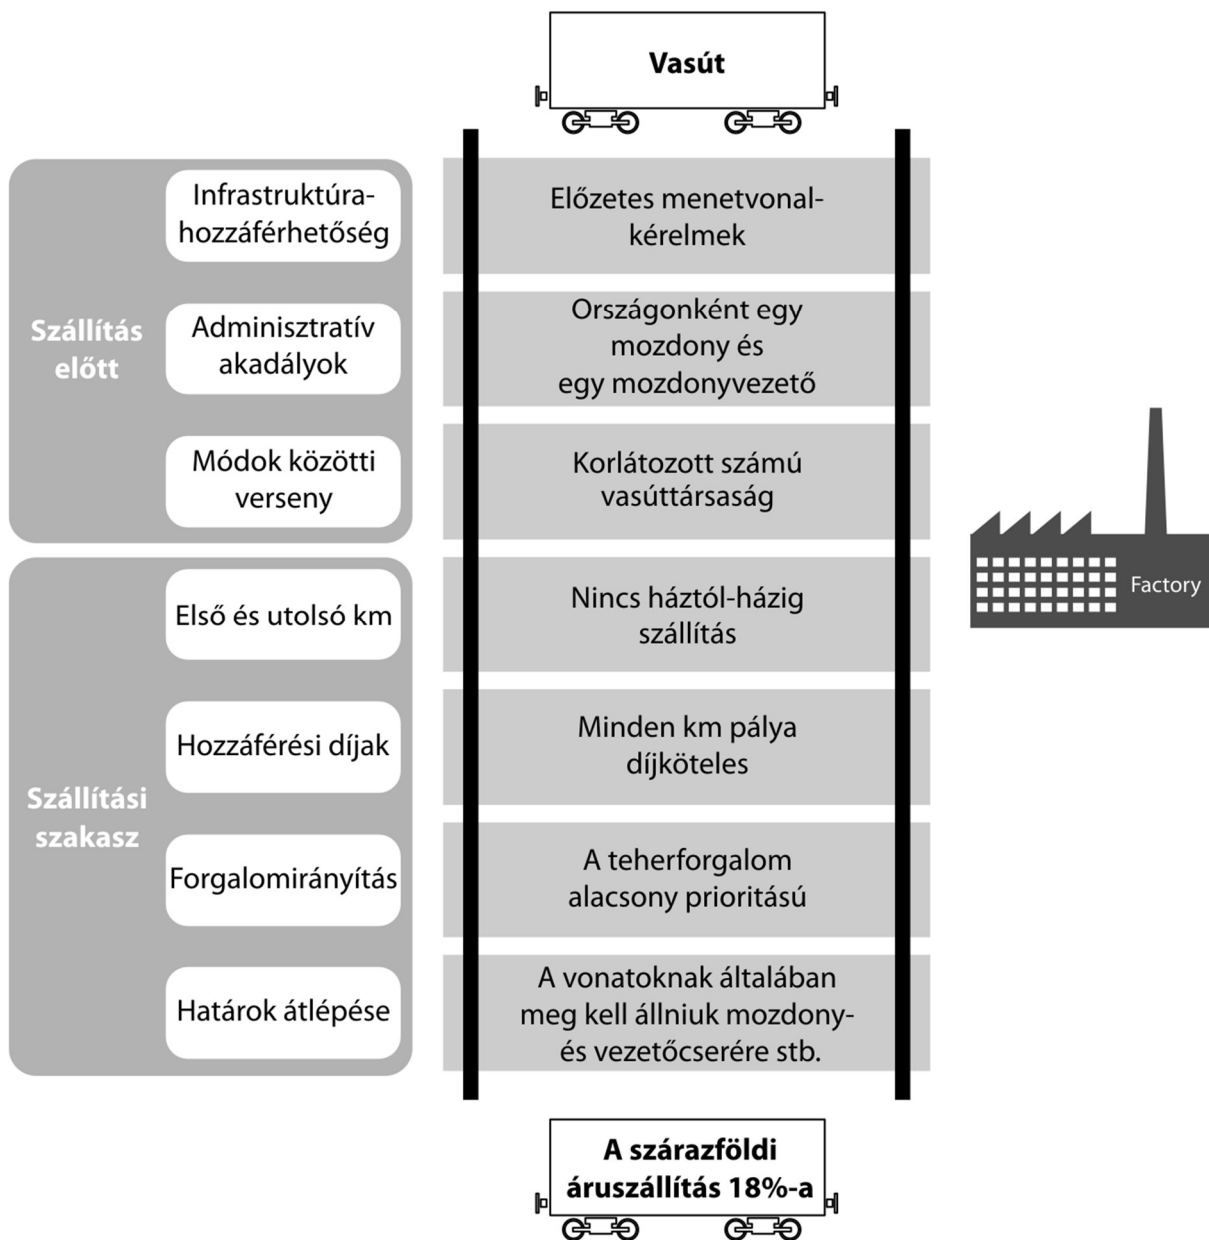 Vasút
Szállítás
előtt
Infrastruktúra-
hozzáférhetőség
Előzetes menetvonal-
kérelmek
Adminisztratív
akadályok
Országonként egy
mozdony és
egy mozdonyvezető
Módok közötti
verseny
Korlátozott számú
vasúttársaság
Factory
Szállítási
szakasz
Első és utolsó km
Nincs háztól-házig
szállítás
Hozzáférési díjak
Minden km pálya
díjköteles
Forgalomirányítás
A teherforgalom
alacsony prioritású
Határok átlépése
A vonatoknak általában
meg kell állniuk mozdony-
és vezetőcserére stb.
A szárazföldi
áruszállítás 18%-a